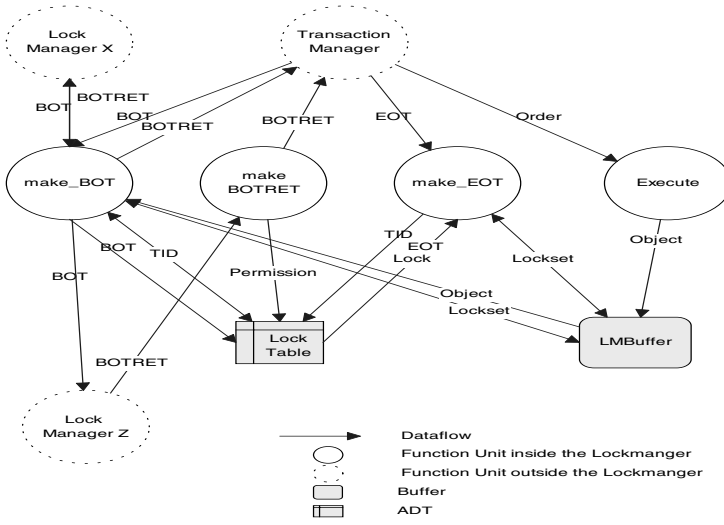 Lock
Manager X
Transaction
Manager
BOTRET
BOT
BOT
BOTRET
BOTRET
EOT
Order
make_BOT
make
BOTRET
make_EOT
Execute
BOT
TID
BOT
Permission
TID
EOT
Lock
Lockset
Object
Object
Lockset
Lock
Table
LMBuffer
BOTRET
Lock
Manager Z
Dataflow
Function Unit inside the Lockmanger
Function Unit outside the Lockmanger
Buffer
ADT